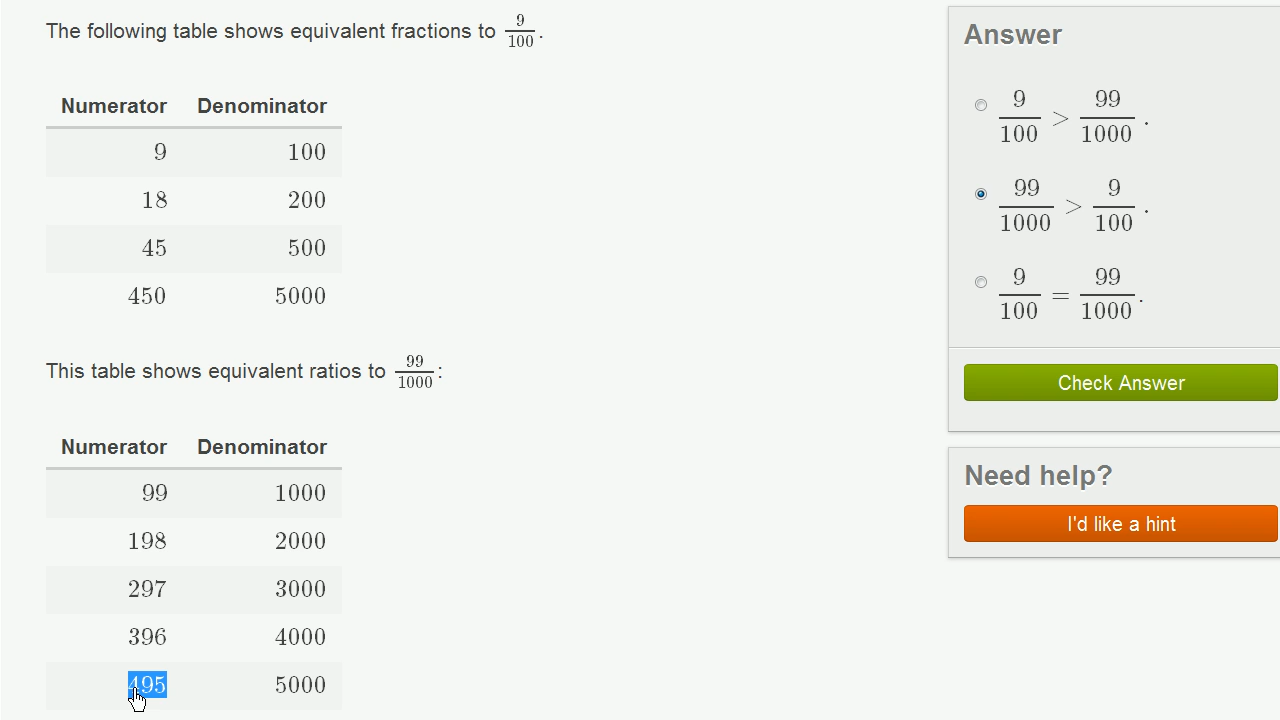 The following table shows equivalent fractions to 9/100.
Numerator Denominator
9 100
18 200
45 500
450 5000
This table shows equivalent ratios to 99/1000:
Numerator Denominator
99 1000
198 2000
297 3000
396 4000
495 5000
Answer
9/100 > 99/1000.
99/1000 > 9/100.
9/100 = 99/1000.
Check Answer
Need help?
I'd like a hint